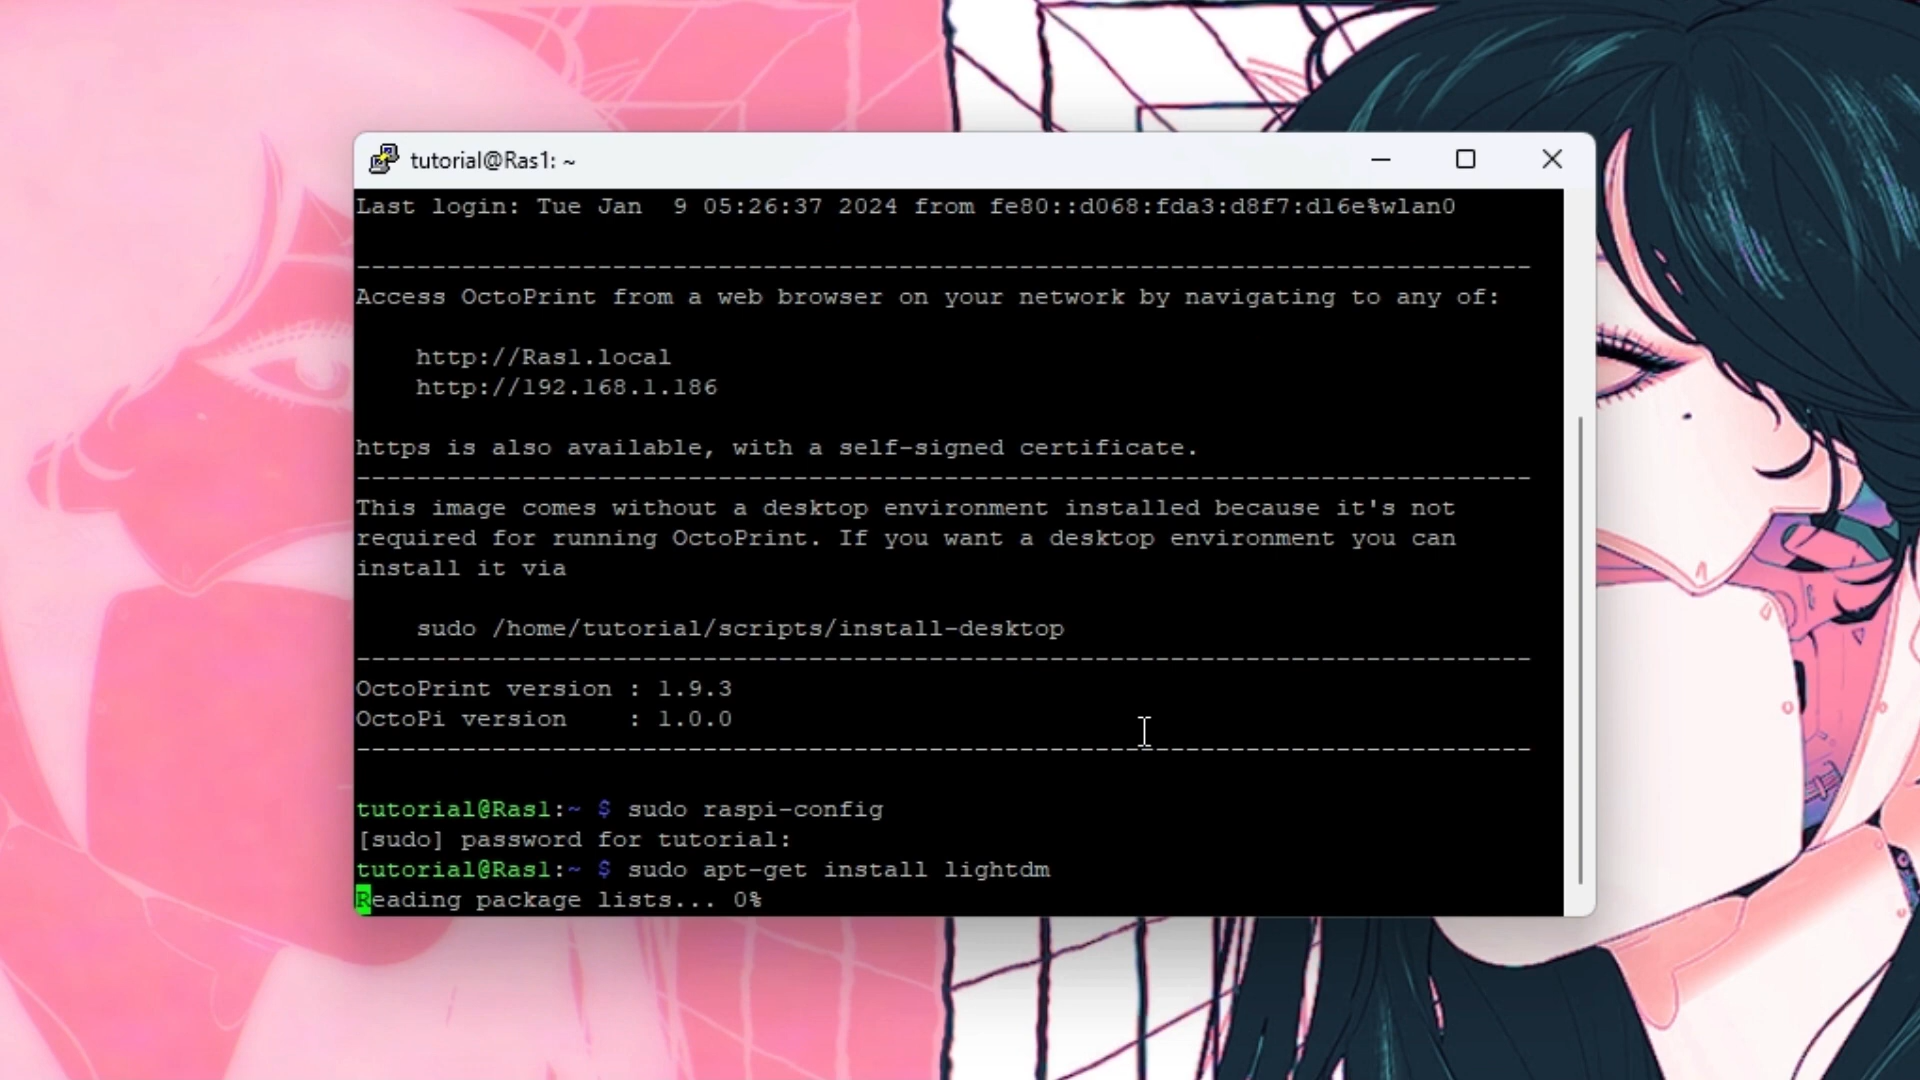 tutorial@Ras1: ~
Last login: Tue Jan  9 05:26:37 2024 from fe80::d068:fda3:d8f7:d16e%wlan0
------------------------------------------------------------------------------
Access OctoPrint from a web browser on your network by navigating to any of:
http://Ras1.local
http://192.168.1.186
https is also available, with a self-signed certificate.
------------------------------------------------------------------------------
This image comes without a desktop environment installed because it's not
required for running OctoPrint. If you want a desktop environment you can
install it via
sudo /home/tutorial/scripts/install-desktop
------------------------------------------------------------------------------
OctoPrint version : 1.9.3
OctoPi version    : 1.0.0
------------------------------------------------------------------------------
tutorial@Ras1:~ $ sudo raspi-config
[sudo] password for tutorial:
tutorial@Ras1:~ $ sudo apt-get install lightdm
Reading package lists... 0%